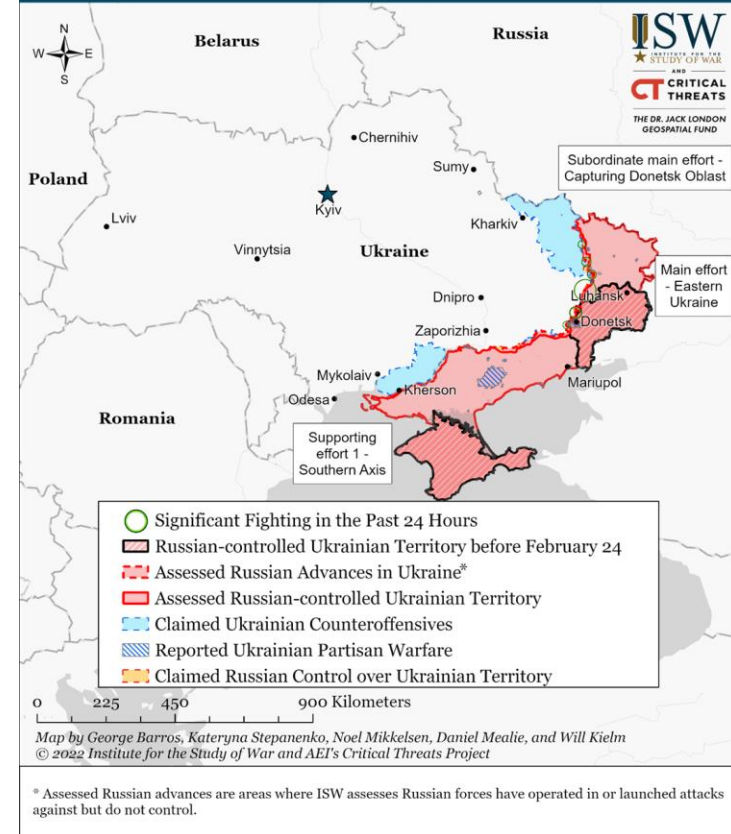 N
W E
S
Belarus
Russia
ISW
INSTITUTE FOR THE
STUDY OF WAR
AND
CT CRITICAL
THREATS
THE DR. JACK LONDON
GEOSPATIAL FUND
Chernihiv
Sumy
Subordinate main effort -
Capturing Donetsk Oblast
Poland
Kyiv
Lviv
Kharkiv
Vinnytsia
Ukraine
Main effort
- Eastern
Ukraine
Dnipro
Luhansk
Donetsk
Zaporizhia
Mykolaiv
Mariupol
Kherson
Odesa
Romania
Supporting
effort 1 -
Southern Axis
Significant Fighting in the Past 24 Hours
Russian-controlled Ukrainian Territory before February 24
Assessed Russian Advances in Ukraine*
Assessed Russian-controlled Ukrainian Territory
Claimed Ukrainian Counteroffensives
Reported Ukrainian Partisan Warfare
Claimed Russian Control over Ukrainian Territory
0 225 450 900 Kilometers
Map by George Barros, Kateryna Stepanenko, Noel Mikkelsen, Daniel Mealie, and Will Kielm
© 2022 Institute for the Study of War and AEI's Critical Threats Project
* Assessed Russian advances are areas where ISW assesses Russian forces have operated in or launched attacks
against but do not control.